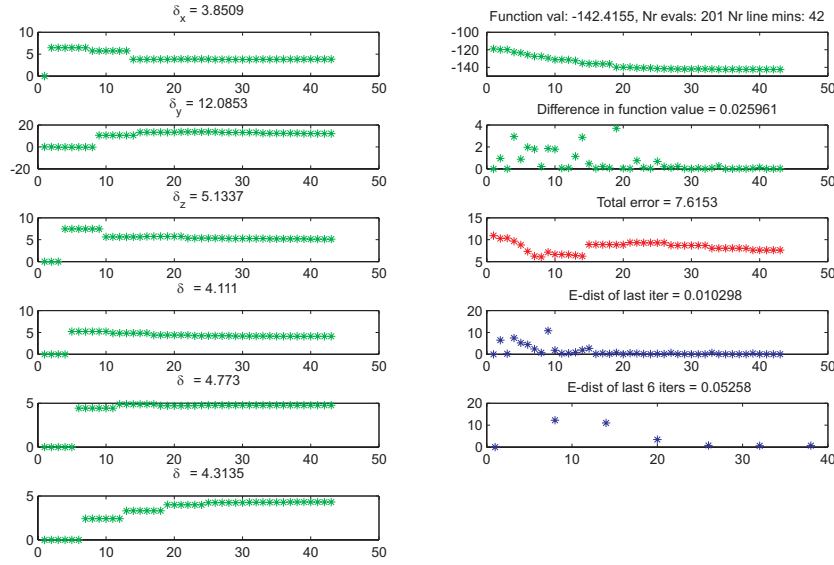 δx = 3.8509
10
5
0
0 10 20 30 40 50
δy = 12.0853
20
0
-20
0 10 20 30 40 50
δz = 5.1337
10
5
0
0 10 20 30 40 50
δ = 4.111
10
5
0
0 10 20 30 40 50
δ = 4.773
5
0
0 10 20 30 40 50
δ = 4.3135
5
0
0 10 20 30 40 50
Function val: -142.4155, Nr evals: 201 Nr line mins: 42
-100
-120
-140
0 10 20 30 40 50
Difference in function value = 0.025961
4
2
0
0 10 20 30 40 50
Total error = 7.6153
15
10
5
0 10 20 30 40 50
E-dist of last iter = 0.010298
20
10
0
0 10 20 30 40 50
E-dist of last 6 iters = 0.05258
20
10
0
0 10 20 30 40